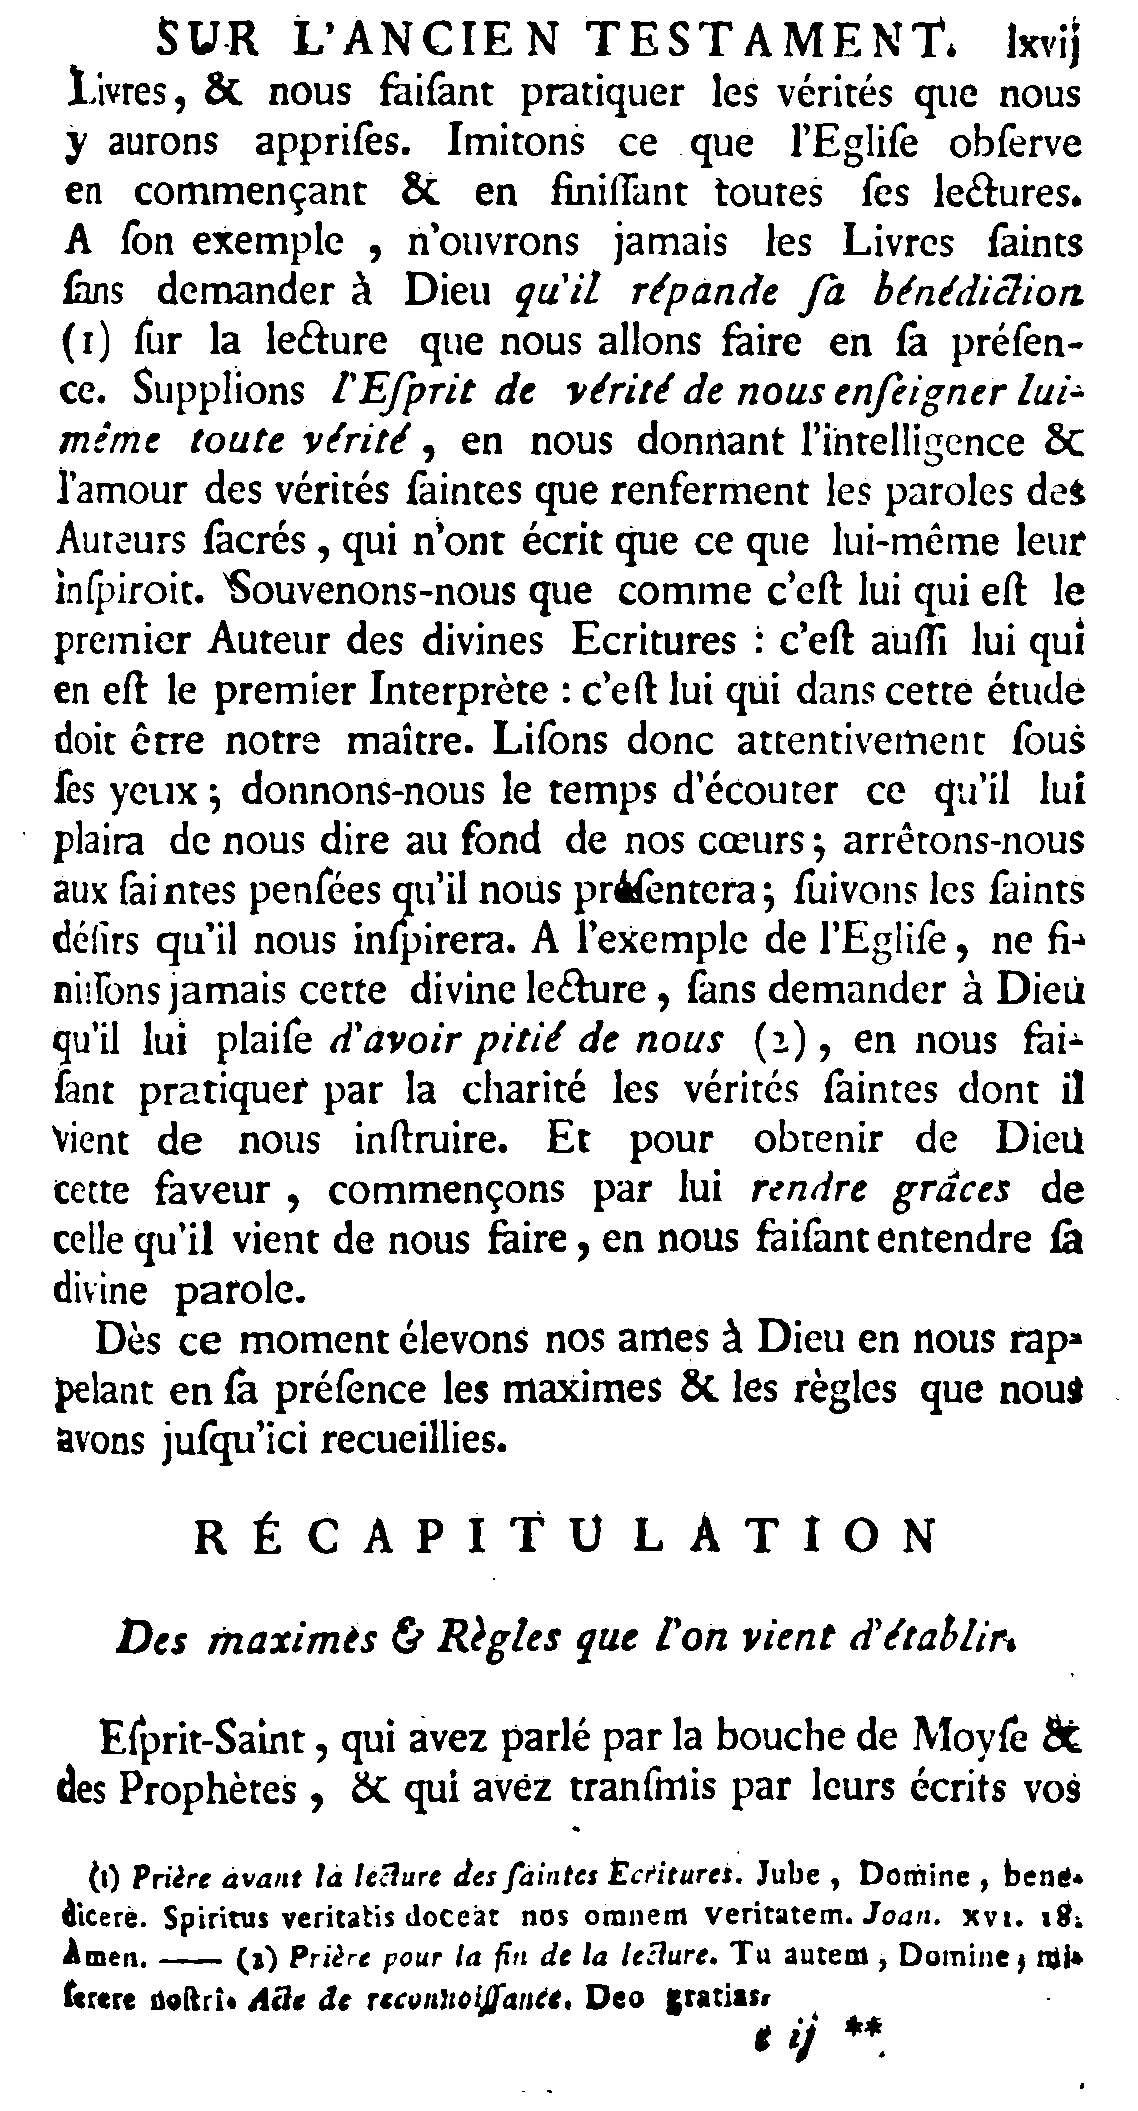 SUR L'ANCIEN TESTAMENT. lxvij
Livres, & nous faiſant pratiquer les vérités que nous
y aurons appriſes. Imitons ce que l'Egliſe obſerve
en commençant & en finiſſant toutes ſes lectures.
A ſon exemple, n'ouvrons jamais les Livres ſaints
ſans demander à Dieu qu'il répande ſa bénédiction
(1) ſur la lecture que nous allons faire en ſa préſen-
ce. Supplions l'Eſprit de vérité de nous enſeigner lui-
même toute vérité, en nous donnant l'intelligence &
l'amour des vérités ſaintes que renferment les paroles des
Auteurs ſacrés, qui n'ont écrit que ce que lui-même leur
inſpiroit. Souvenons-nous que comme c'eſt lui qui eſt le
premier Auteur des divines Ecritures : c'eſt auſſi lui qui
en eſt le premier Interprète : c'eſt lui qui dans cette étude
doit être notre maître. Liſons donc attentivement ſous
ſes yeux ; donnons-nous le temps d'écouter ce qu'il lui
plaira de nous dire au fond de nos cœurs ; arrêtons-nous
aux ſaintes penſées qu'il nous préſentera ; ſuivons les ſaints
déſirs qu'il nous inſpirera. A l'exemple de l'Egliſe, ne fi-
niſſons jamais cette divine lecture, ſans demander à Dieu
qu'il lui plaiſe d'avoir pitié de nous (2), en nous fai-
ſant pratiquer par la charité les vérités ſaintes dont il
vient de nous inſtruire. Et pour obtenir de Dieu
cette faveur, commençons par lui rendre grâces de
celle qu'il vient de nous faire, en nous faiſant entendre ſa
divine parole.
Dès ce moment élevons nos ames à Dieu en nous rap-
pelant en ſa préſence les maximes & les règles que nous
avons juſqu'ici recueillies.
RÉCAPITULATION
Des maximes & Règles que l'on vient d'établir.
Eſprit-Saint, qui avez parlé par la bouche de Moyſe &
des Prophètes, & qui avez tranſmis par leurs écrits vos
(1) Prière avant la lecture des ſaintes Ecritures. Jube, Domine, bene-
dicere. Spiritus veritatis doceat nos omnem veritatem. Joan. XVI. 18.
Amen. —— (2) Prière pour la fin de la lecture. Tu autem, Domine, mi-
ſerere noſtri. Acte de reconnoiſſance. Deo gratias.
e ij **